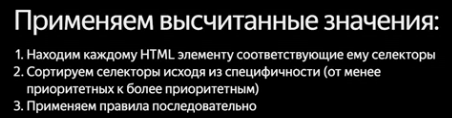 Применяем высчитанные значения:
1. Находим каждому HTML элементу соответствующие ему селекторы
2. Сортируем селекторы исходя из специфичности (от менее
приоритетных к более приоритетным)
3. Применяем правила последовательно